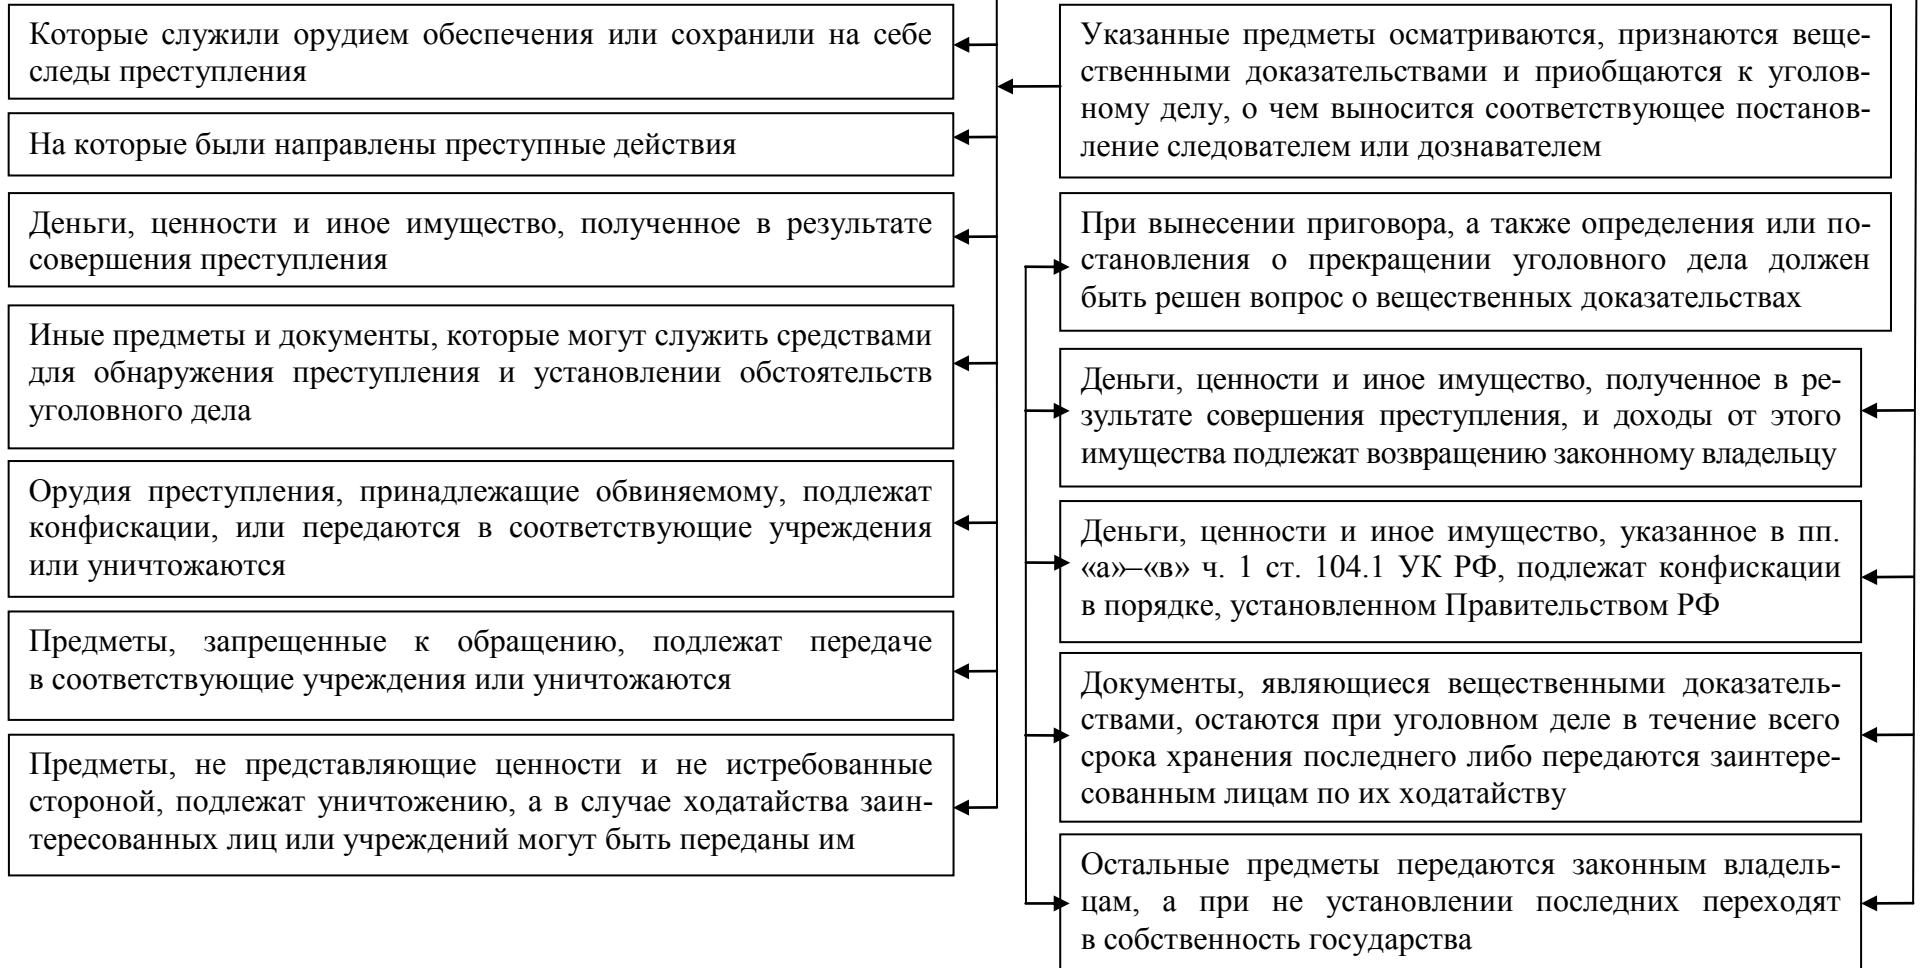 Которые служили орудием обеспечения или сохранили на себе
следы преступления
На которые были направлены преступные действия
Деньги, ценности и иное имущество, полученное в результате
совершения преступления
Иные предметы и документы, которые могут служить средствами
для обнаружения преступления и установлении обстоятельств
уголовного дела
Орудия преступления, принадлежащие обвиняемому, подлежат
конфискации, или передаются в соответствующие учреждения
или уничтожаются
Предметы, запрещенные к обращению, подлежат передаче
в соответствующие учреждения или уничтожаются
Предметы, не представляющие ценности и не истребованные
стороной, подлежат уничтожению, а в случае ходатайства заин-
тересованных лиц или учреждений могут быть переданы им
Указанные предметы осматриваются, признаются веще-
ственными доказательствами и приобщаются к уголов-
ному делу, о чем выносится соответствующее постанов-
ление следователем или дознавателем
При вынесении приговора, а также определения или по-
становления о прекращении уголовного дела должен
быть решен вопрос о вещественных доказательствах
Деньги, ценности и иное имущество, полученное в ре-
зультате совершения преступления, и доходы от этого
имущества подлежат возвращению законному владельцу
Деньги, ценности и иное имущество, указанное в пп.
«а»–«в» ч. 1 ст. 104.1 УК РФ, подлежат конфискации
в порядке, установленном Правительством РФ
Документы, являющиеся вещественными доказатель-
ствами, остаются при уголовном деле в течение всего
срока хранения последнего либо передаются заинтере-
сованным лицам по их ходатайству
Остальные предметы передаются законным владель-
цам, а при не установлении последних переходят
в собственность государства